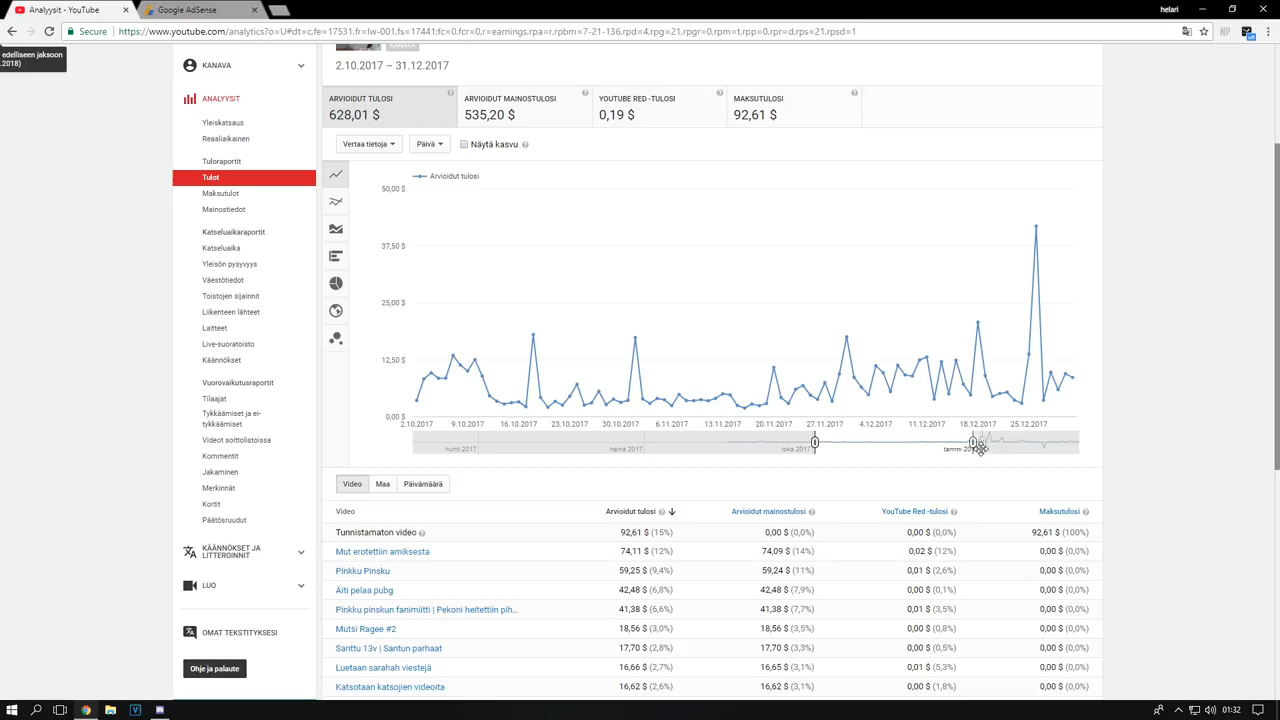 Analyysit - YouTube
Google AdSense
helari
Secure
https://www.youtube.com/analytics?o=U#dt=c,fe=17531,fr=lw-001,fs=17441;fc=0,fcr=0,r=earnings,rpa=r,rpbm=7-21-136,rpd=4,rpg=21,rpgr=0,rpm=t,rpp=0,rpr=d,rps=21,rpsd=1
edelliseen jaksoon
.2018)
KANAVA
KANAVA
2.10.2017 – 31.12.2017
ANALYYSIT
Yleiskatsaus
Reaaliaikainen
Tuloraportit
Tulot
Maksutulot
Mainostiedot
Katseluaikaraportit
Katseluaika
Yleisön pysyvyys
Väestötiedot
Toistojen sijainnit
Liikenteen lähteet
Laitteet
Live-suoratoisto
Käännökset
Vuorovaikutusraportit
Tilaajat
Tykkäämiset ja ei-
tykkäämiset
Videot soittolistoissa
Kommentit
Jakaminen
Merkinnät
Kortit
Päätösruudut
KÄÄNNÖKSET JA
LITTEROINNIT
LUO
OMAT TEKSTITYKSESI
Ohje ja palaute
ARVIOIDUT TULOSI
628,01 $
ARVIOIDUT MAINOSTULOSI
535,20 $
YOUTUBE RED -TULOSI
0,19 $
MAKSUTULOSI
92,61 $
Vertaa tietoja
Päivä
Näytä kasvu
Arvioidut tulosi
50,00 $
37,50 $
25,00 $
12,50 $
0,00 $
2.10.2017 9.10.2017 16.10.2017 23.10.2017 30.10.2017 6.11.2017 13.11.2017 20.11.2017 27.11.2017 4.12.2017 11.12.2017 18.12.2017 25.12.2017
huhti 2017 heinä 2017 loka 2017 tammi
Video Maa Päivämäärä
Video Arvioidut tulosi Arvioidut mainostulosi YouTube Red -tulosi Maksutulosi
Tunnistamaton video 92,61 $ (15%) 0,00 $ (0,0%) 0,00 $ (0,0%) 92,61 $ (100%)
Mut erotettiin amiksesta 74,11 $ (12%) 74,09 $ (14%) 0,02 $ (12%) 0,00 $ (0,0%)
Pinkku Pinsku 59,25 $ (9,4%) 59,24 $ (11%) 0,01 $ (2,6%) 0,00 $ (0,0%)
Äiti pelaa pubg 42,48 $ (6,8%) 42,48 $ (7,9%) 0,00 $ (0,1%) 0,00 $ (0,0%)
Pinkku pinskun fanimiitti | Pekoni heitettiin pih... 41,38 $ (6,6%) 41,38 $ (7,7%) 0,01 $ (3,5%) 0,00 $ (0,0%)
Mutsi Ragee #2 18,56 $ (3,0%) 18,56 $ (3,5%) 0,00 $ (0,8%) 0,00 $ (0,0%)
Santtu 13v | Santun parhaat 17,70 $ (2,8%) 17,70 $ (3,3%) 0,00 $ (0,5%) 0,00 $ (0,0%)
Luetaan sarahah viestejä 16,66 $ (2,7%) 16,65 $ (3,1%) 0,01 $ (5,3%) 0,00 $ (0,0%)
Katsotaan katsojien videoita 16,62 $ (2,6%) 16,62 $ (3,1%) 0,00 $ (1,8%) 0,00 $ (0,0%)
01:32